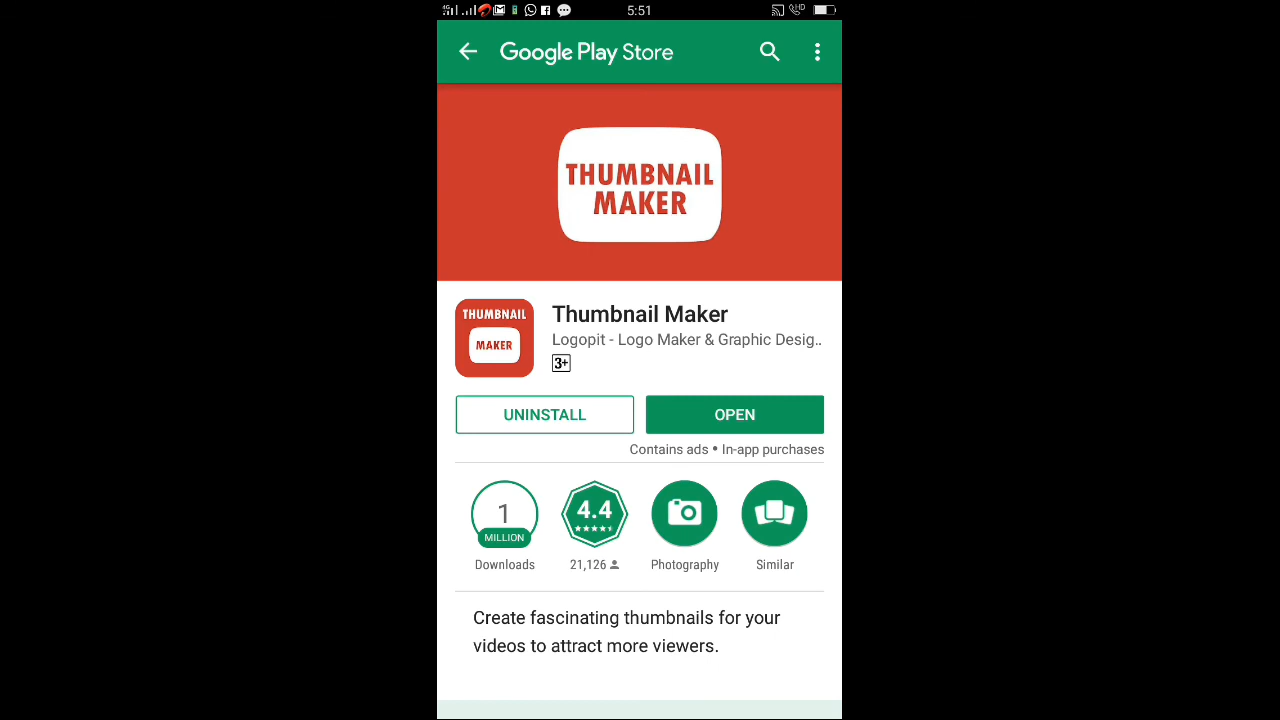 4G 5:51 HD
Google Play Store
THUMBNAIL
MAKER
THUMBNAIL
MAKER
Thumbnail Maker
Logopit - Logo Maker & Graphic Desig..
3+
UNINSTALL OPEN
Contains ads • In-app purchases
1
MILLION
4.4
Downloads 21,126 Photography Similar
Create fascinating thumbnails for your
videos to attract more viewers.